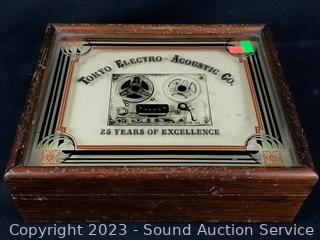 Tokyo Electro-Acoustic Co.
25 YEARS OF EXCELLENCE
Copyright 2023 - Sound Auction Service